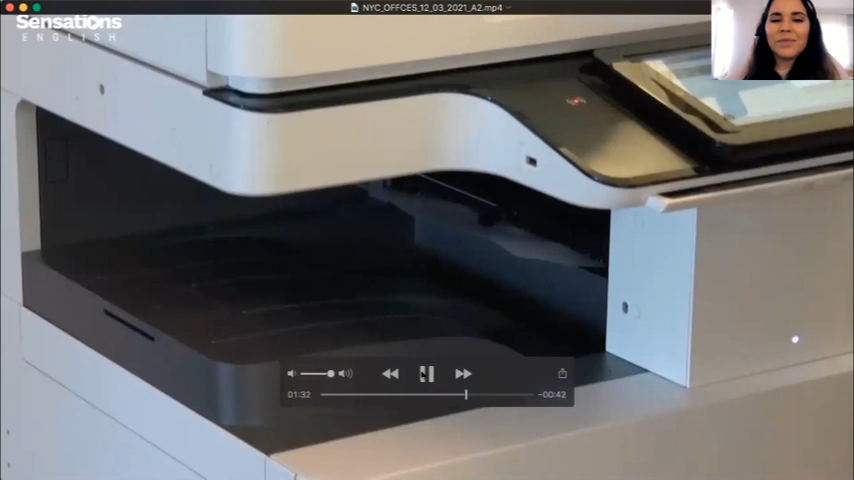 NYC_OFFCES_12_03_2021_A2.mp4
Sensations
ENGLISH
01:32
-00:42